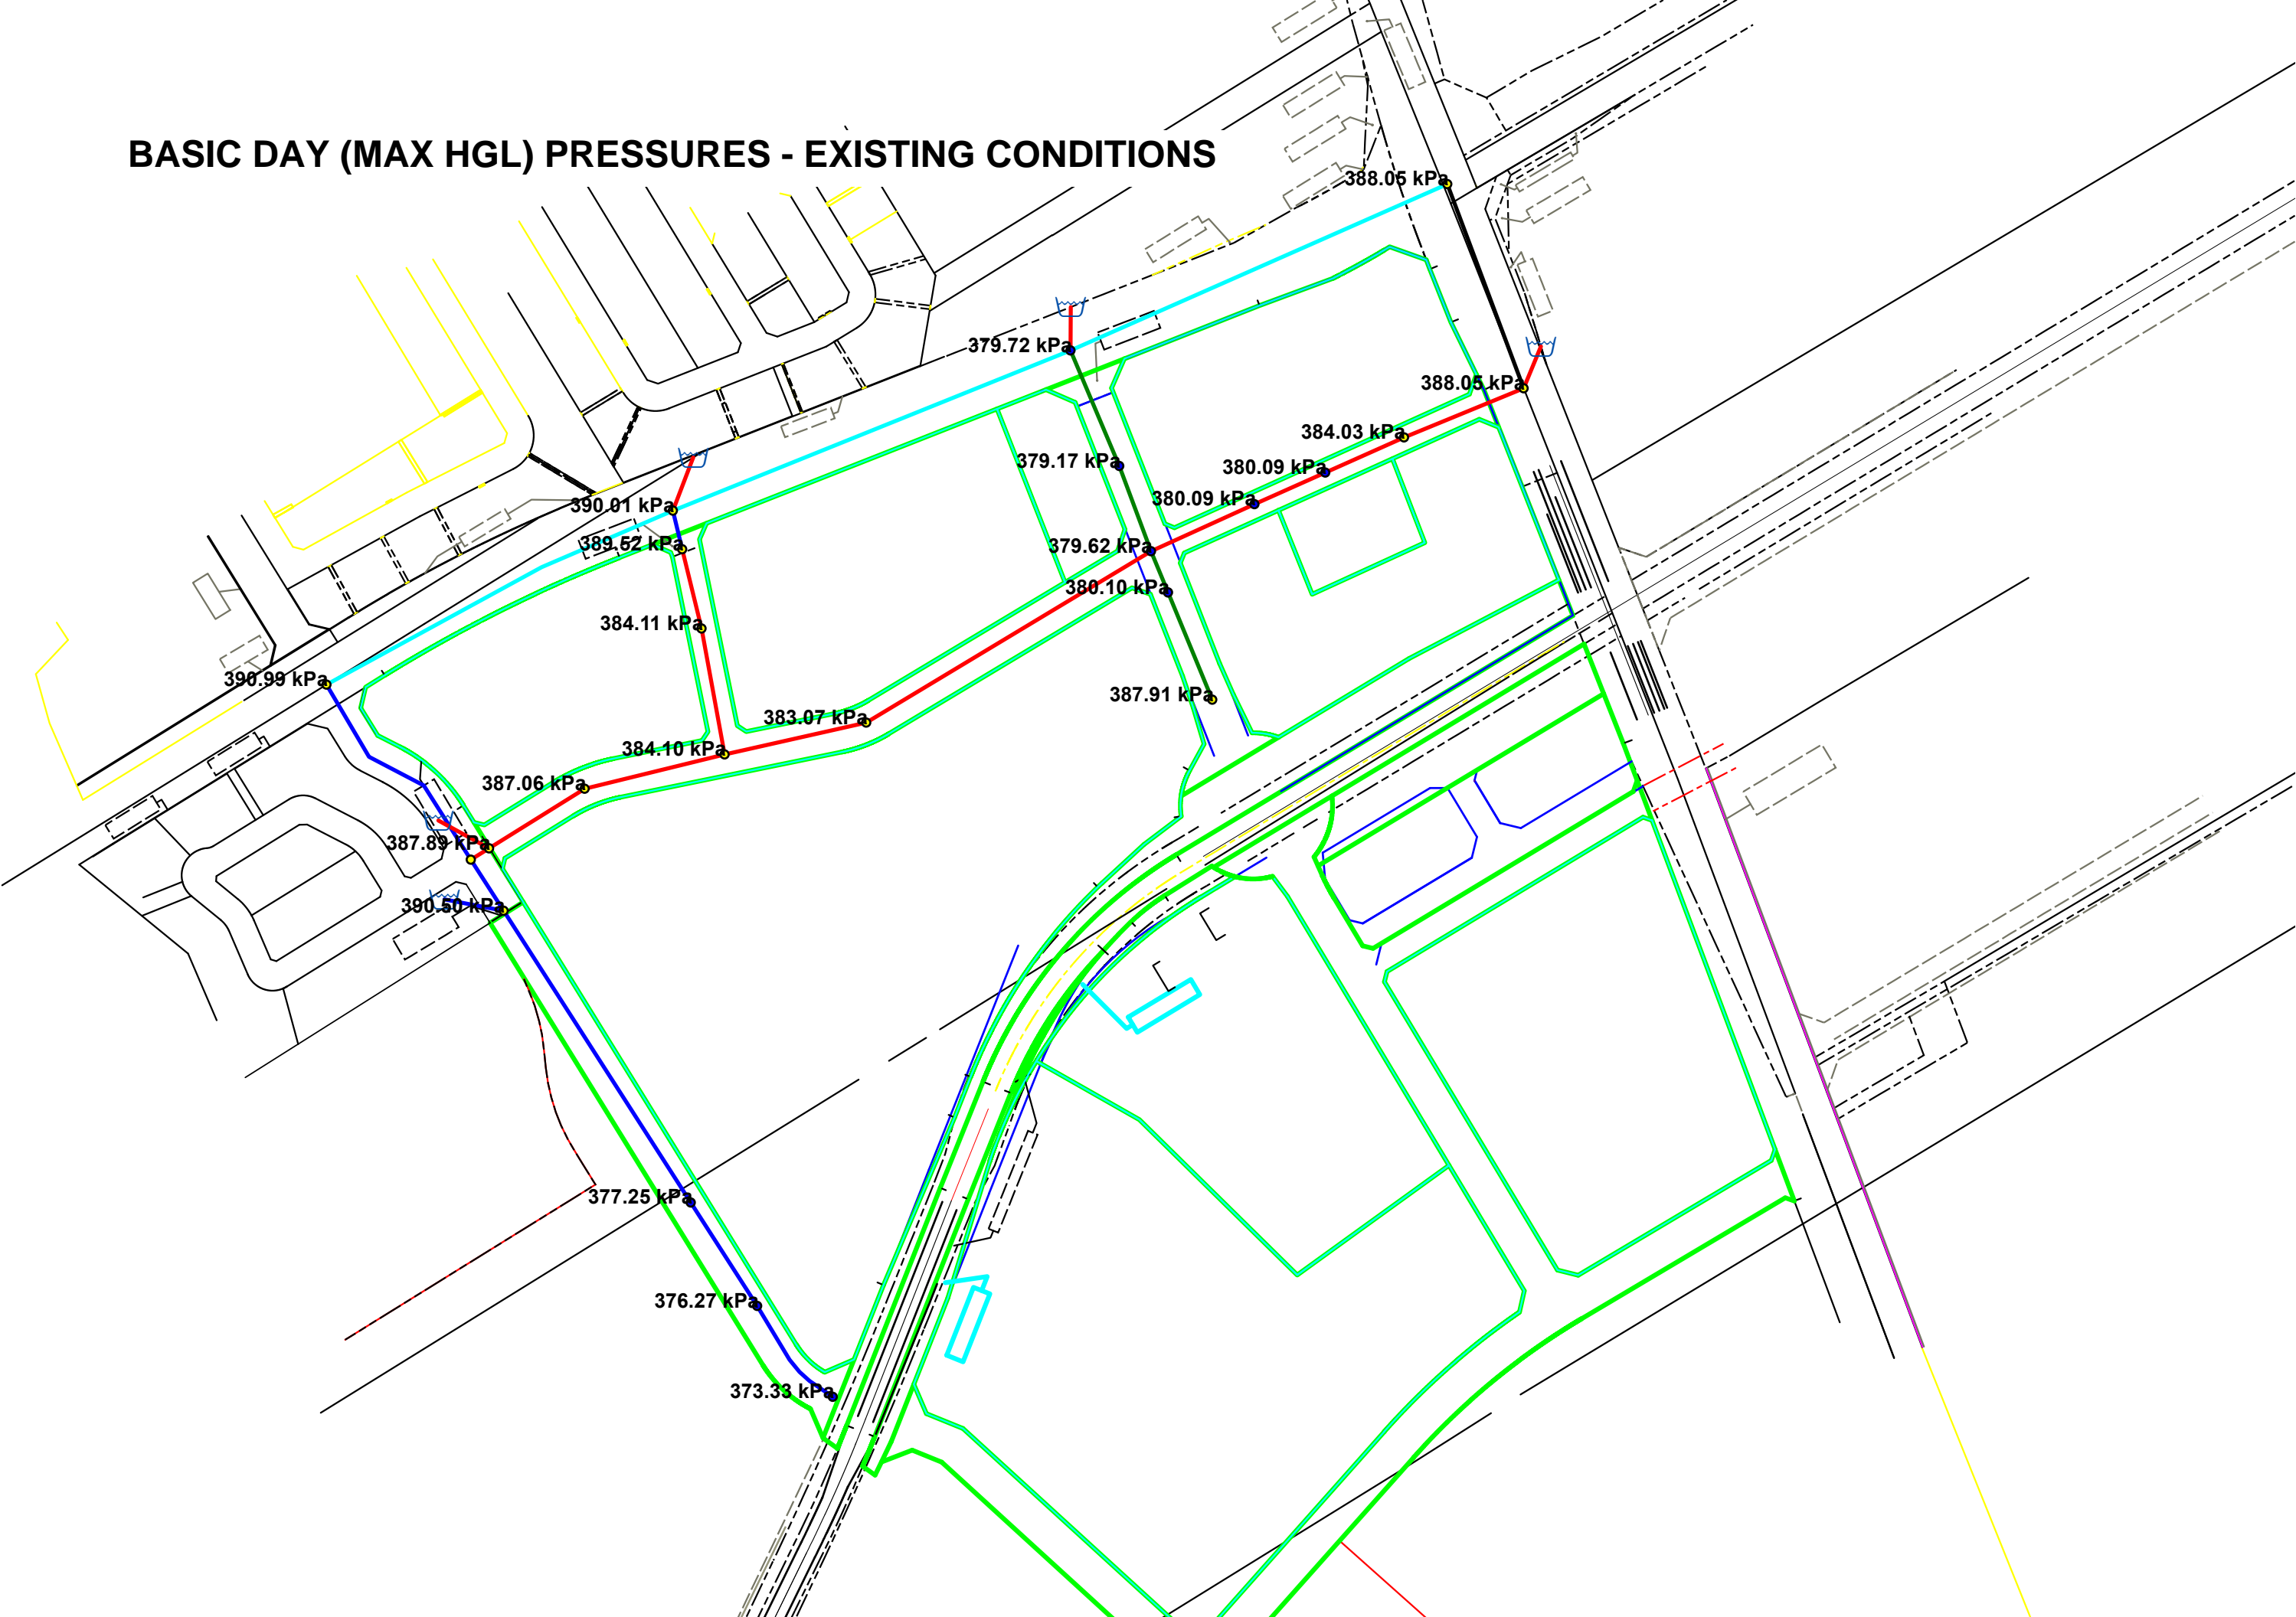 BASIC DAY (MAX HGL) PRESSURES - EXISTING CONDITIONS
388.05 kPa
379.72 kPa
388.05 kPa
384.03 kPa
379.17 kPa
380.09 kPa
380.09 kPa
390.01 kPa
389.52 kPa
379.62 kPa
380.10 kPa
384.11 kPa
390.99 kPa
387.91 kPa
383.07 kPa
384.10 kPa
387.06 kPa
387.89 kPa
390.50 kPa
377.25 kPa
376.27 kPa
373.33 kPa